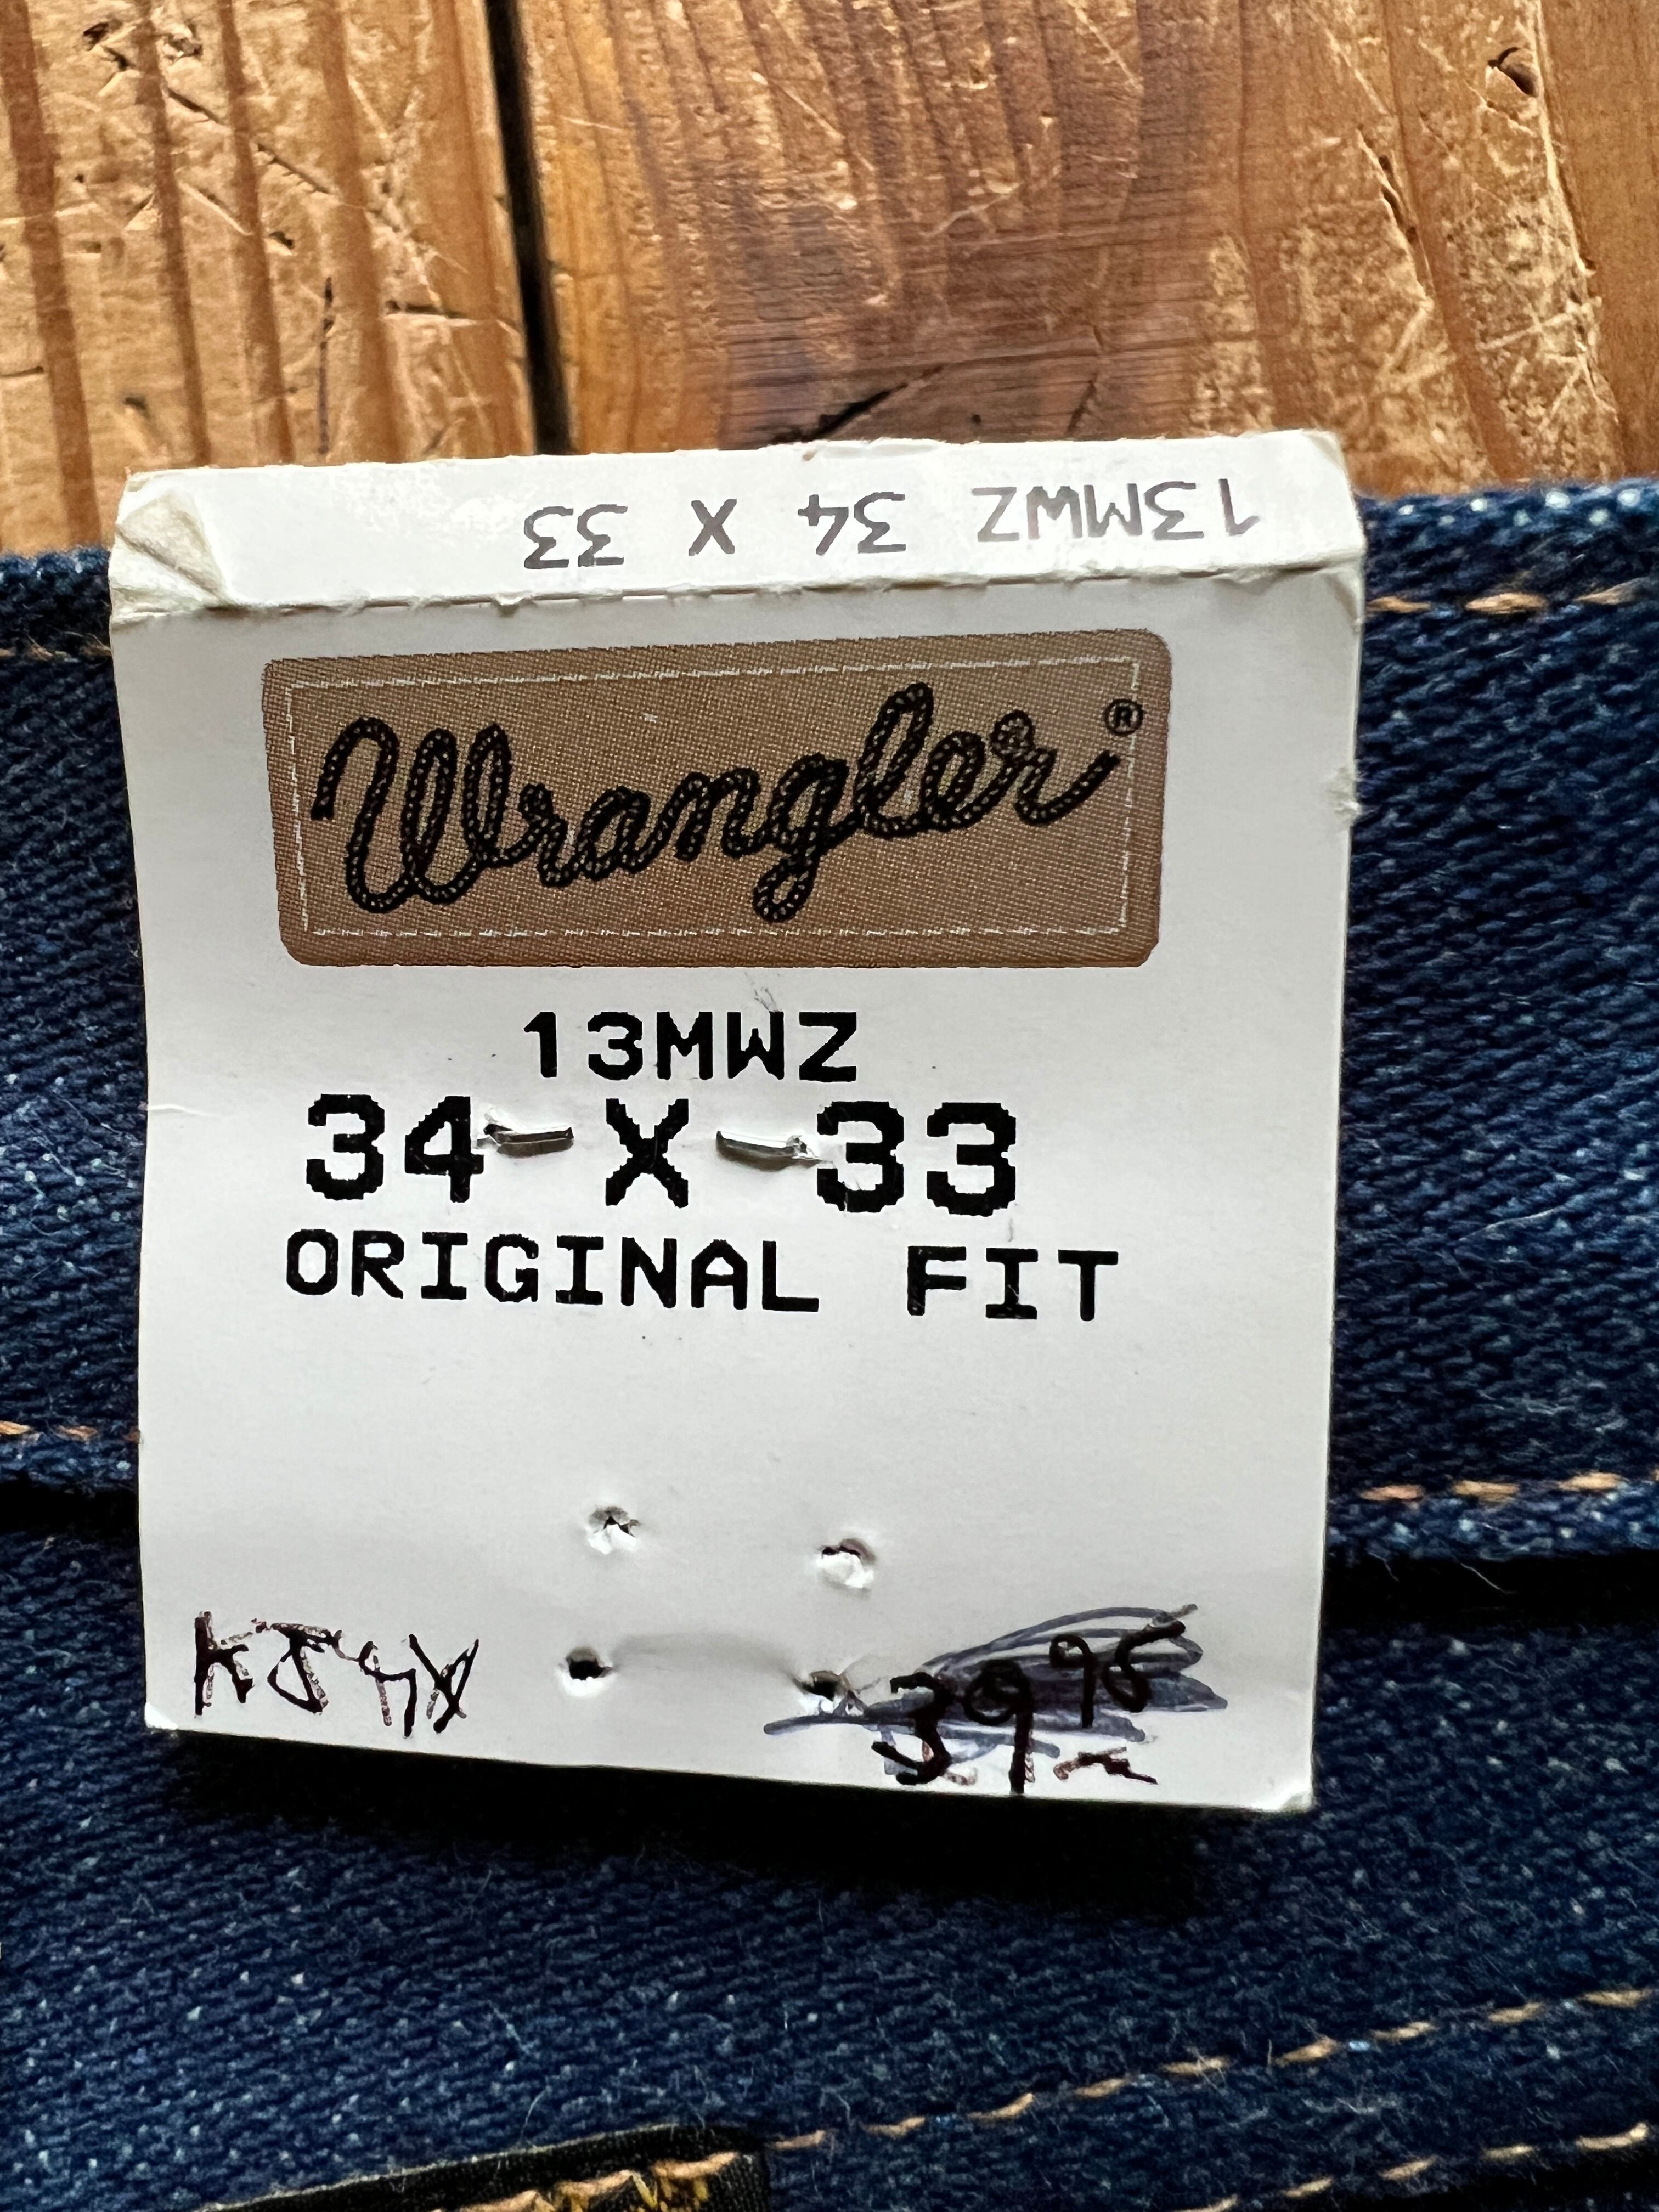 13MWZ 34 X 33
Wrangler®
13MWZ
34 X 33
ORIGINAL FIT
39 95